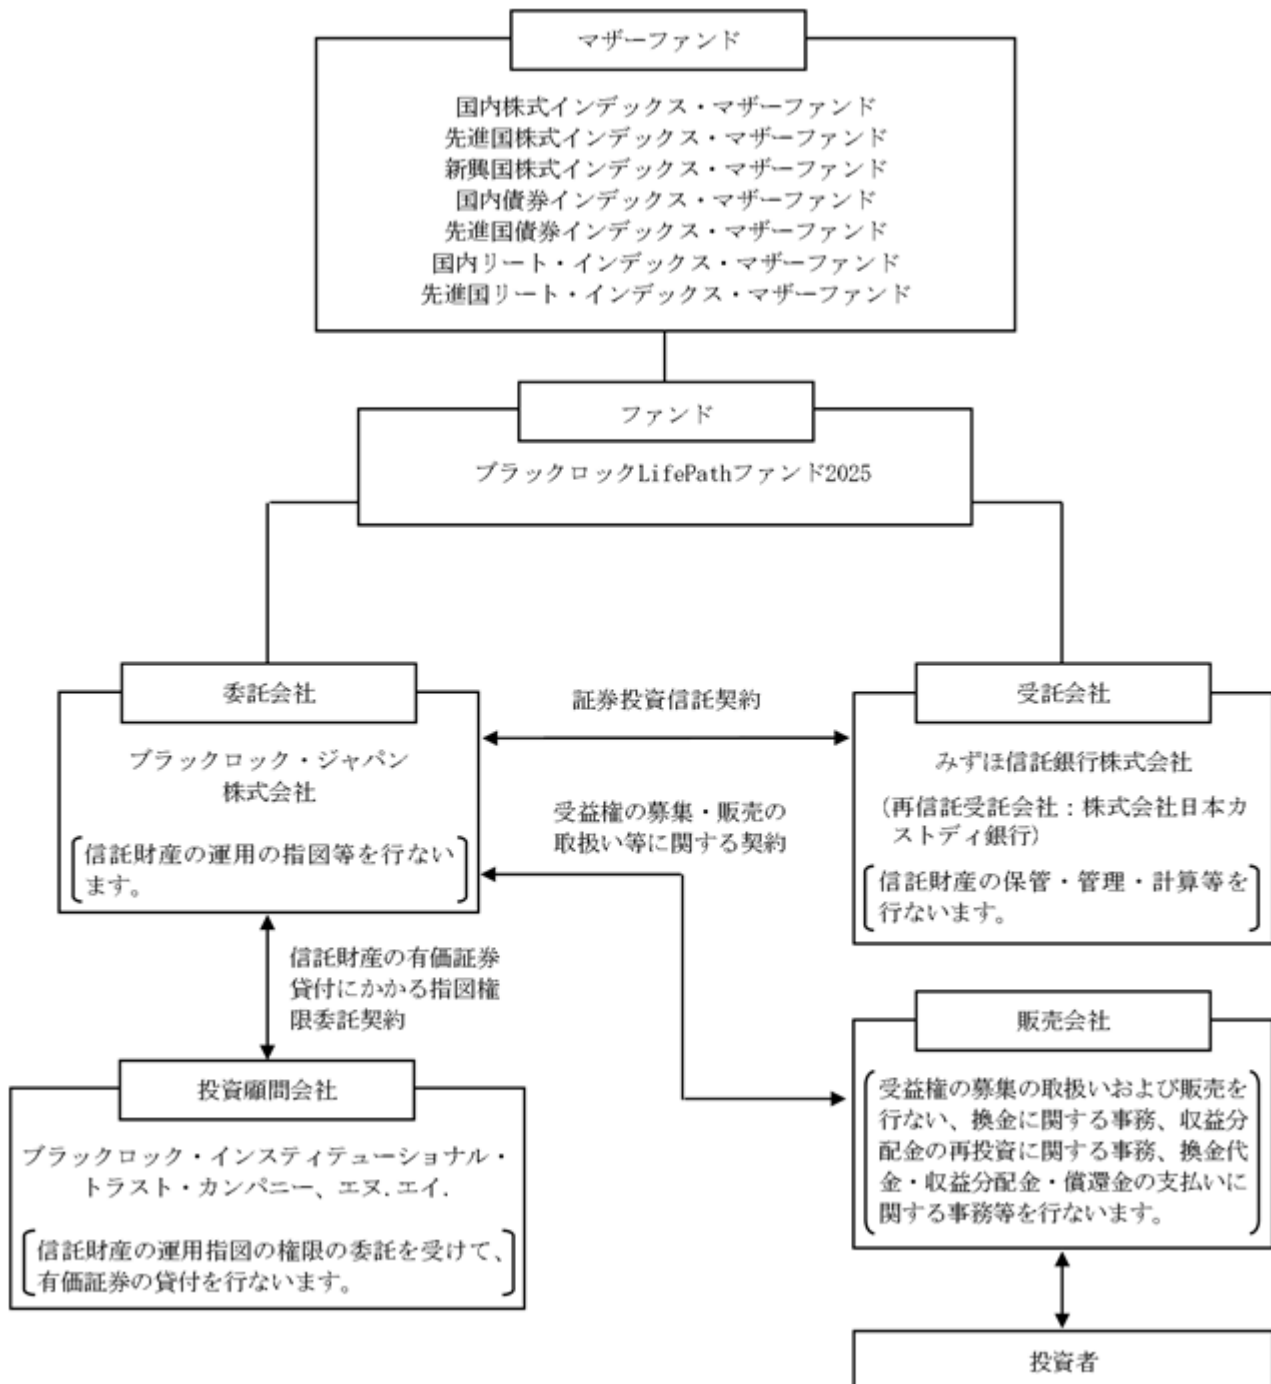 マザーファンド
国内株式インデックス・マザーファンド
先進国株式インデックス・マザーファンド
新興国株式インデックス・マザーファンド
国内債券インデックス・マザーファンド
先進国債券インデックス・マザーファンド
国内リート・インデックス・マザーファンド
先進国リート・インデックス・マザーファンド
ファンド
ブラックロックLifePathファンド2025
委託会社
ブラックロック・ジャパン
株式会社
信託財産の運用の指図等を行ない
ます。
証券投資信託契約
受益権の募集・販売の
取扱い等に関する契約
受託会社
みずほ信託銀行株式会社
(再信託受託会社：株式会社日本カ
ストディ銀行)
信託財産の保管・管理・計算等を
行ないます。
信託財産の有価証券
貸付にかかる指図権
限委託契約
投資顧問会社
ブラックロック・インスティテューショナル・
トラスト・カンパニー、エヌ.エイ.
信託財産の運用指図の権限の委託を受けて、
有価証券の貸付を行ないます。
販売会社
受益権の募集の取扱いおよび販売を
行ない、換金に関する事務、収益分
配金の再投資に関する事務、換金代
金・収益分配金・償還金の支払いに
関する事務等を行ないます。
投資者